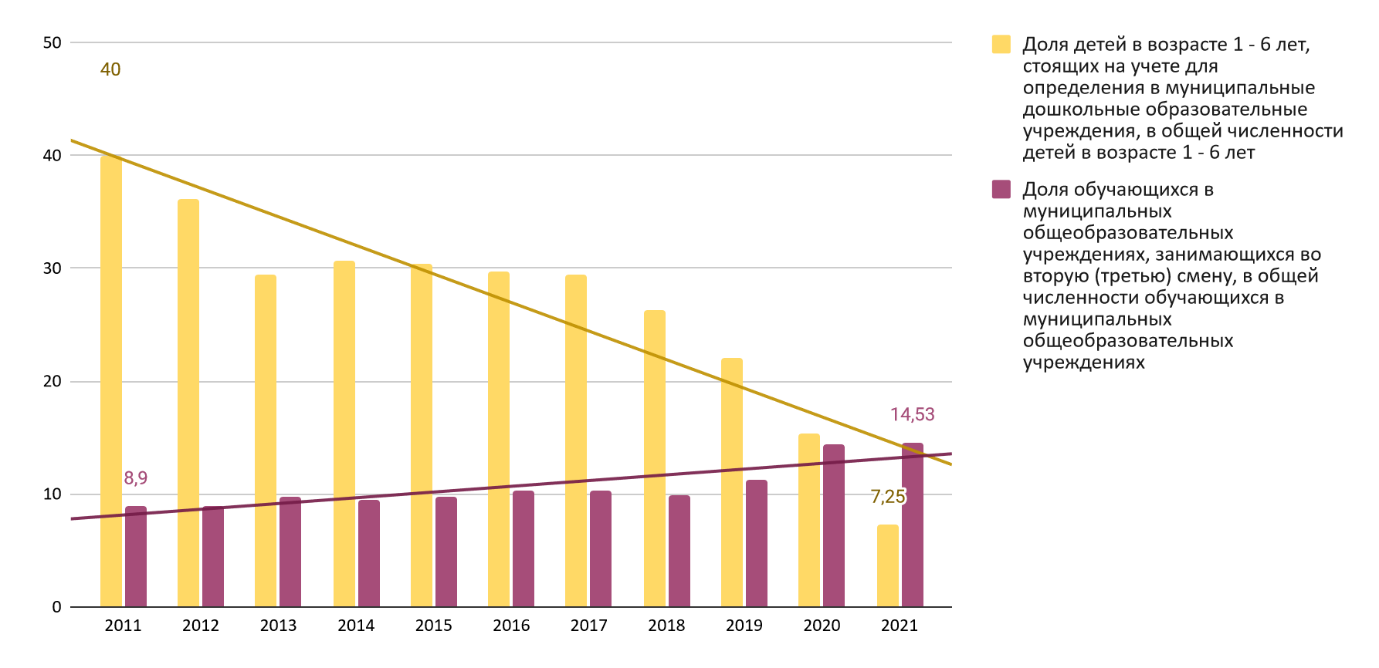 50
40
30
20
10
0
40
8,9
7,25
14,53
2011 2012 2013 2014 2015 2016 2017 2018 2019 2020 2021
Доля детей в возрасте 1 - 6 лет,
стоящих на учете для
определения в муниципальные
дошкольные образовательные
учреждения, в общей численности
детей в возрасте 1 - 6 лет
Доля обучающихся в
муниципальных
общеобразовательных
учреждениях, занимающихся во
вторую (третью) смену, в общей
численности обучающихся в
муниципальных
общеобразовательных
учреждениях